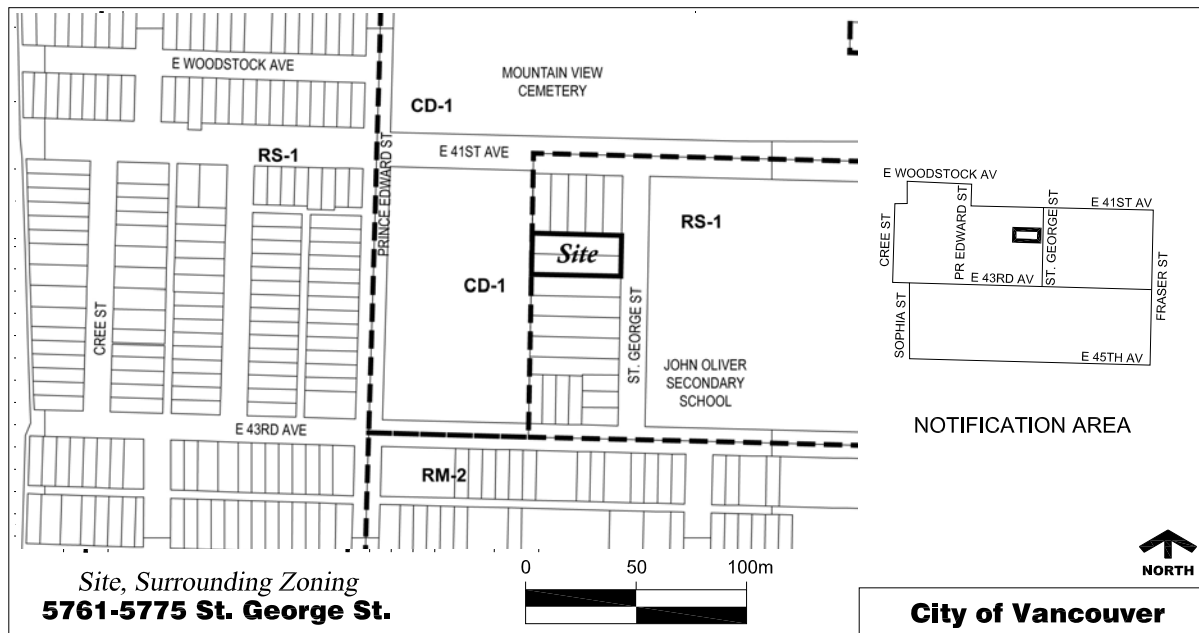 E WOODSTOCK AVE
MOUNTAIN VIEW
CEMETERY
CD-1
RS-1
PRINCE EDWARD ST
E 41ST AVE
RS-1
Site
CD-1
CREE ST
ST. GEORGE ST
JOHN OLIVER
SECONDARY
SCHOOL
E 43RD AVE
RM-2
E WOODSTOCK AV
CREE ST
PR EDWARD ST
ST. GEORGE ST
E 41ST AV
E 43RD AV
SOPHIA ST
FRASER ST
E 45TH AV
NOTIFICATION AREA
NORTH
Site, Surrounding Zoning
5761-5775 St. George St.
0 50 100m
City of Vancouver